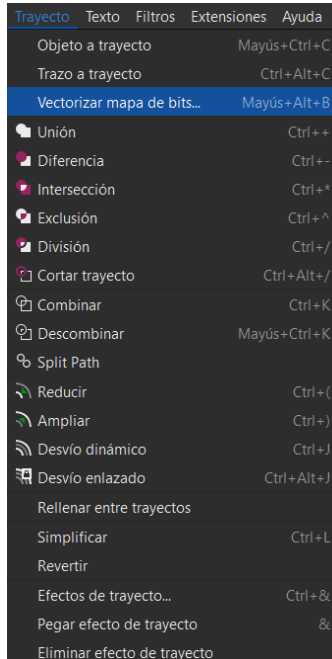 Trayecto Texto Filtros Extensiones Ayuda
Objeto a trayecto Mayús+Ctrl+C
Trazo a trayecto Ctrl+Alt+C
Vectorizar mapa de bits... Mayús+Alt+B
Unión Ctrl++
Diferencia Ctrl+-
Intersección Ctrl+*
Exclusión Ctrl+^
División Ctrl+/
Cortar trayecto Ctrl+Alt+/
Combinar Ctrl+K
Descombinar Mayús+Ctrl+K
Split Path
Reducir Ctrl+(
Ampliar Ctrl+)
Desvío dinámico Ctrl+J
Desvío enlazado Ctrl+Alt+J
Rellenar entre trayectos
Simplificar Ctrl+L
Revertir
Efectos de trayecto... Ctrl+&
Pegar efecto de trayecto &
Eliminar efecto de trayecto